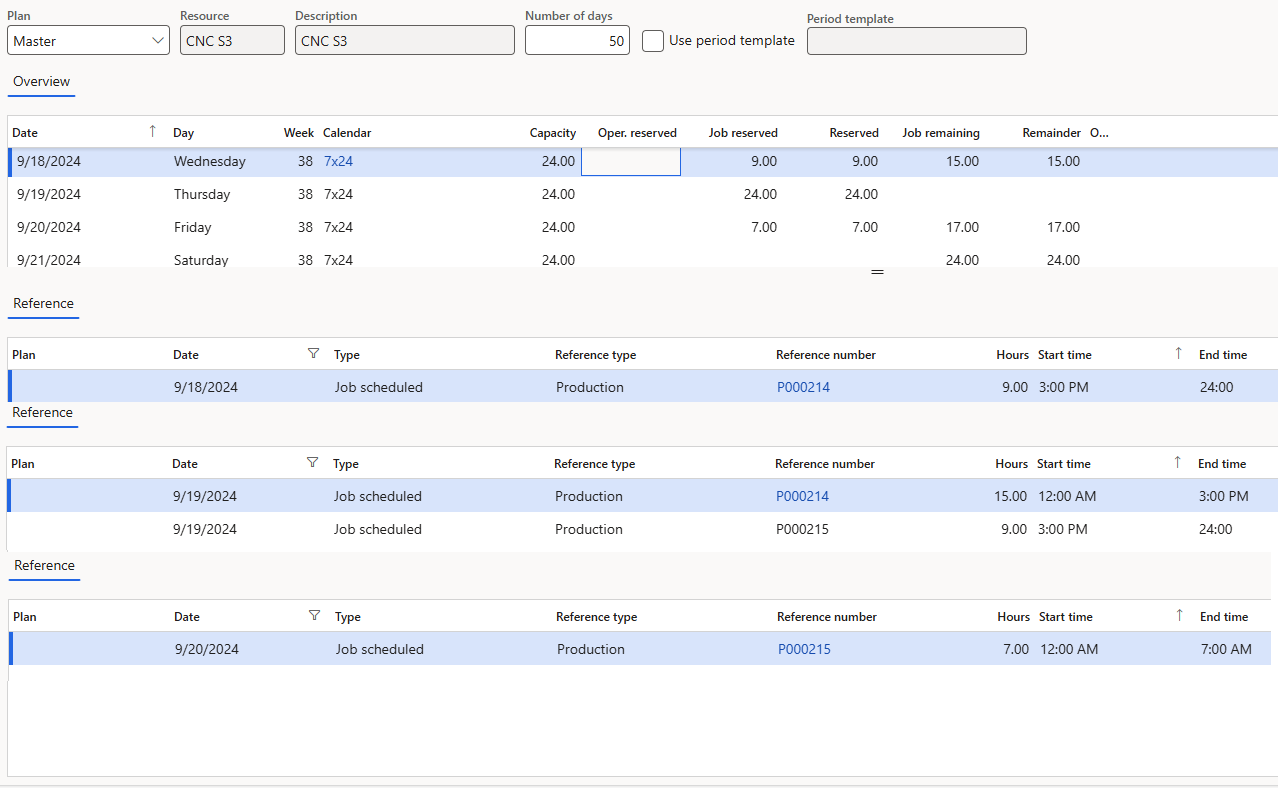 Plan Resource Description Number of days Period template
Master CNC S3 CNC S3 50 Use period template
Overview
Date Day Week Calendar Capacity Oper. reserved Job reserved Reserved Job remaining Remainder O...
9/18/2024 Wednesday 38 7x24 24.00 9.00 9.00 15.00 15.00
9/19/2024 Thursday 38 7x24 24.00 24.00 24.00
9/20/2024 Friday 38 7x24 24.00 7.00 7.00 17.00 17.00
9/21/2024 Saturday 38 7x24 24.00 24.00 24.00
Reference
Plan Date Type Reference type Reference number Hours Start time End time
9/18/2024 Job scheduled Production P000214 9.00 3:00 PM 24:00
Reference
Plan Date Type Reference type Reference number Hours Start time End time
9/19/2024 Job scheduled Production P000214 15.00 12:00 AM 3:00 PM
9/19/2024 Job scheduled Production P000215 9.00 3:00 PM 24:00
Reference
Plan Date Type Reference type Reference number Hours Start time End time
9/20/2024 Job scheduled Production P000215 7.00 12:00 AM 7:00 AM